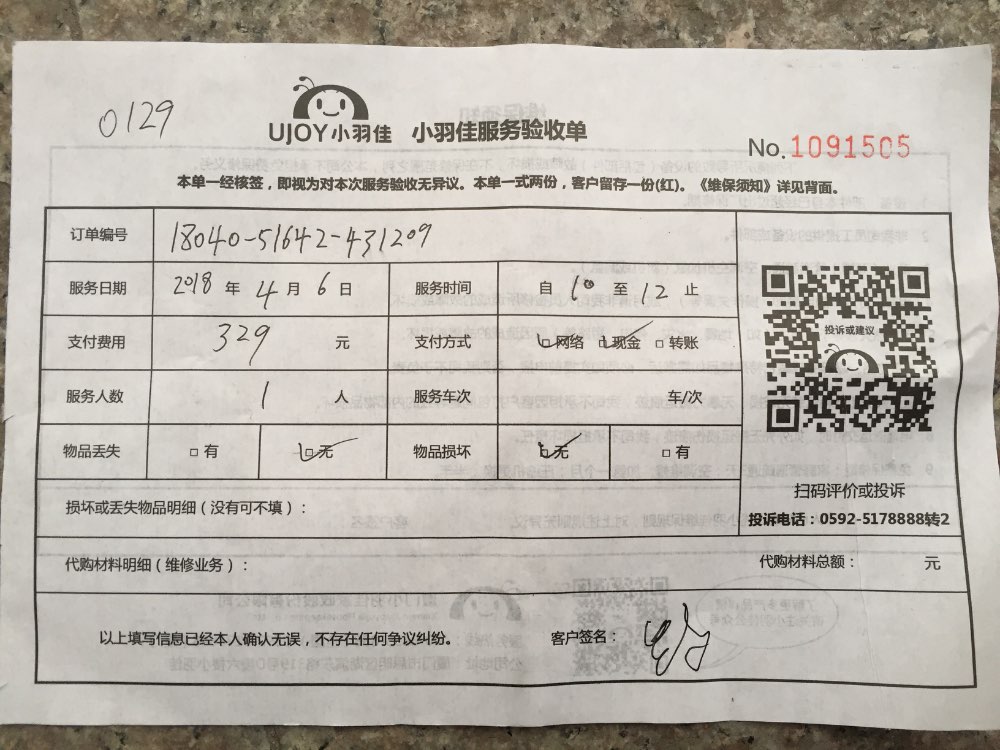 0129
UJOY小羽佳 小羽佳服务验收单
No. 1091505
本单一经核签，即视为对本次服务验收无异议。本单一式两份，客户留存一份(红)。《维保须知》详见背面。
订单编号 18040-51642-431209
服务日期 2018 年 4 月 6 日 服务时间 自 10 至 12 止
支付费用 329 元 支付方式 □网络 □现金 □转账
服务人数 1 人 服务车次 车/次
物品丢失 □有 □无 物品损坏 □无 □有
投诉或建议
扫码评价或投诉
投诉电话：0592-5178888转2
损坏或丢失物品明细（没有可不填）：
代购材料明细（维修业务）： 代购材料总额： 元
以上填写信息已经本人确认无误，不存在任何争议纠纷。 客户签名：